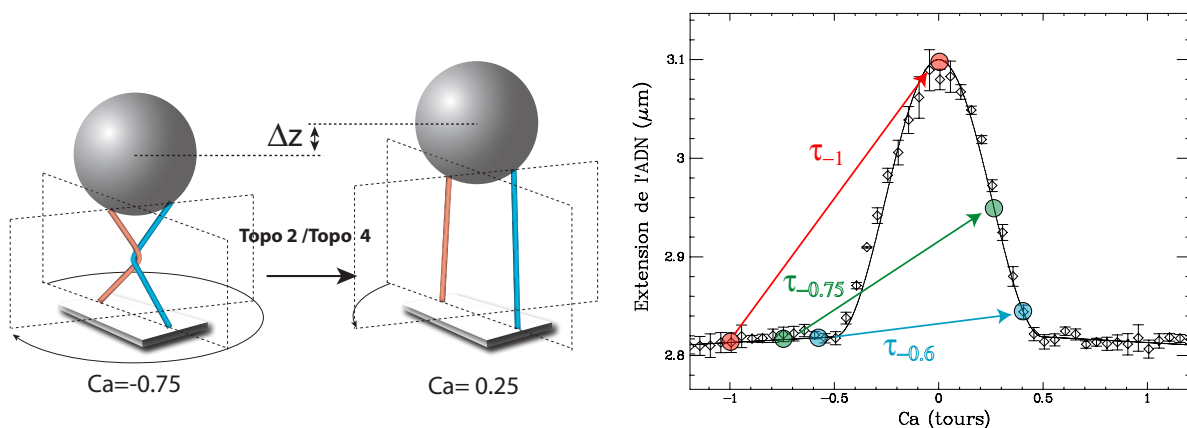 Δz
Topo 2 /Topo 4
Ca=-0.75
Ca= 0.25
Extension de l'ADN (μm)
3.1
3
2.9
2.8
τ−1
τ−0.75
τ−0.6
-1
-0.5
0
0.5
1
Ca (tours)